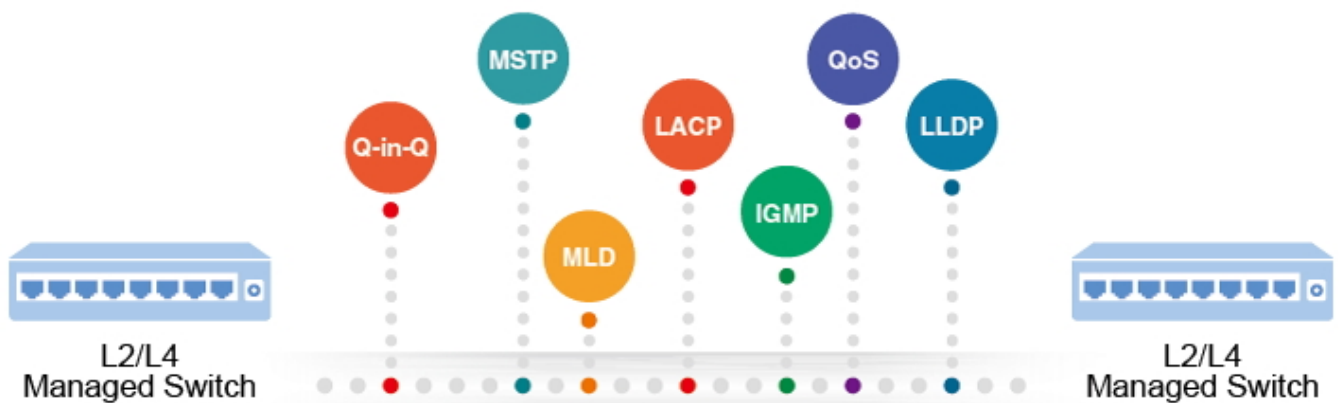 MSTP
QoS
LACP
LLDP
Q-in-Q
IGMP
MLD
L2/L4
Managed Switch
L2/L4
Managed Switch